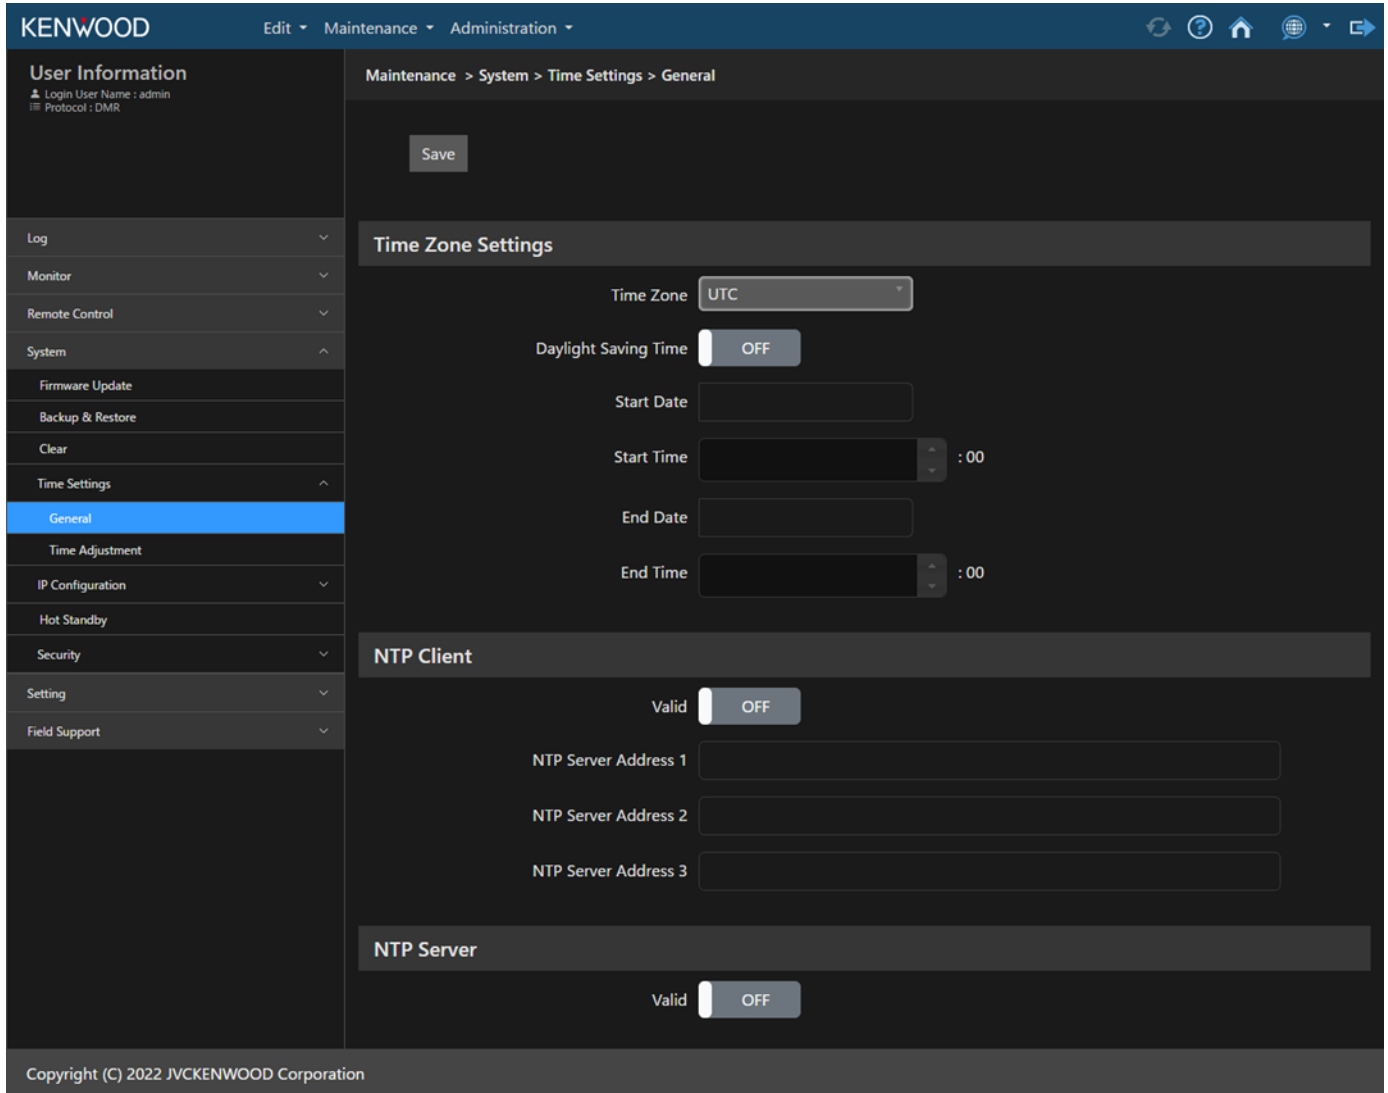 KENWOOD
Edit Maintenance Administration
User Information
Login User Name : admin
Protocol : DMR
Maintenance > System > Time Settings > General
Save
Log
Monitor
Remote Control
System
Firmware Update
Backup & Restore
Clear
Time Settings
General
Time Adjustment
IP Configuration
Hot Standby
Security
Setting
Field Support
Time Zone Settings
Time Zone UTC
Daylight Saving Time OFF
Start Date
Start Time : 00
End Date
End Time : 00
NTP Client
Valid OFF
NTP Server Address 1
NTP Server Address 2
NTP Server Address 3
NTP Server
Valid OFF
Copyright (C) 2022 JVCKENWOOD Corporation